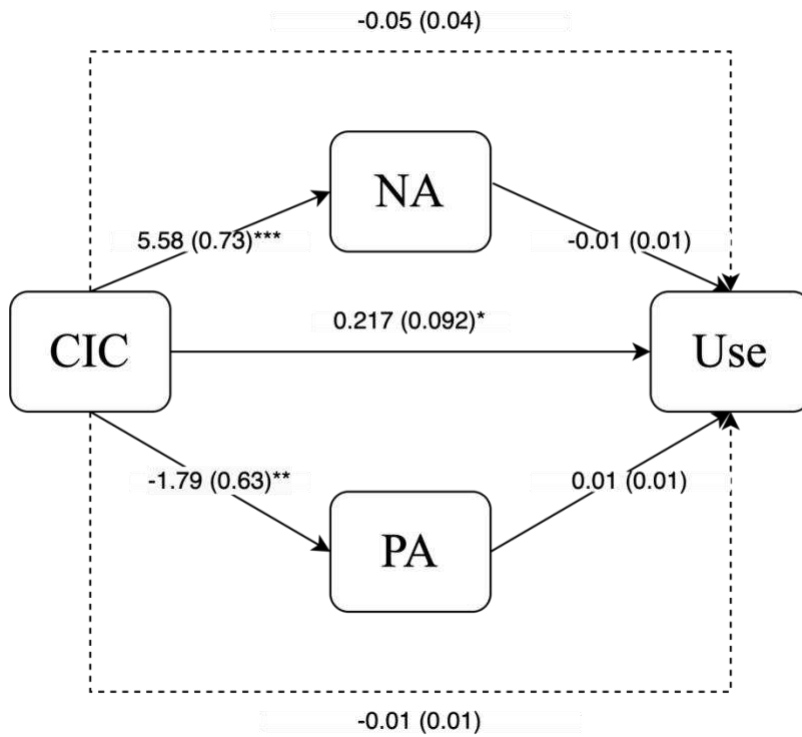 -0.05 (0.04)
NA
5.58 (0.73)***
-0.01 (0.01)
0.217 (0.092)*
CIC
Use
-1.79 (0.63)**
0.01 (0.01)
PA
-0.01 (0.01)